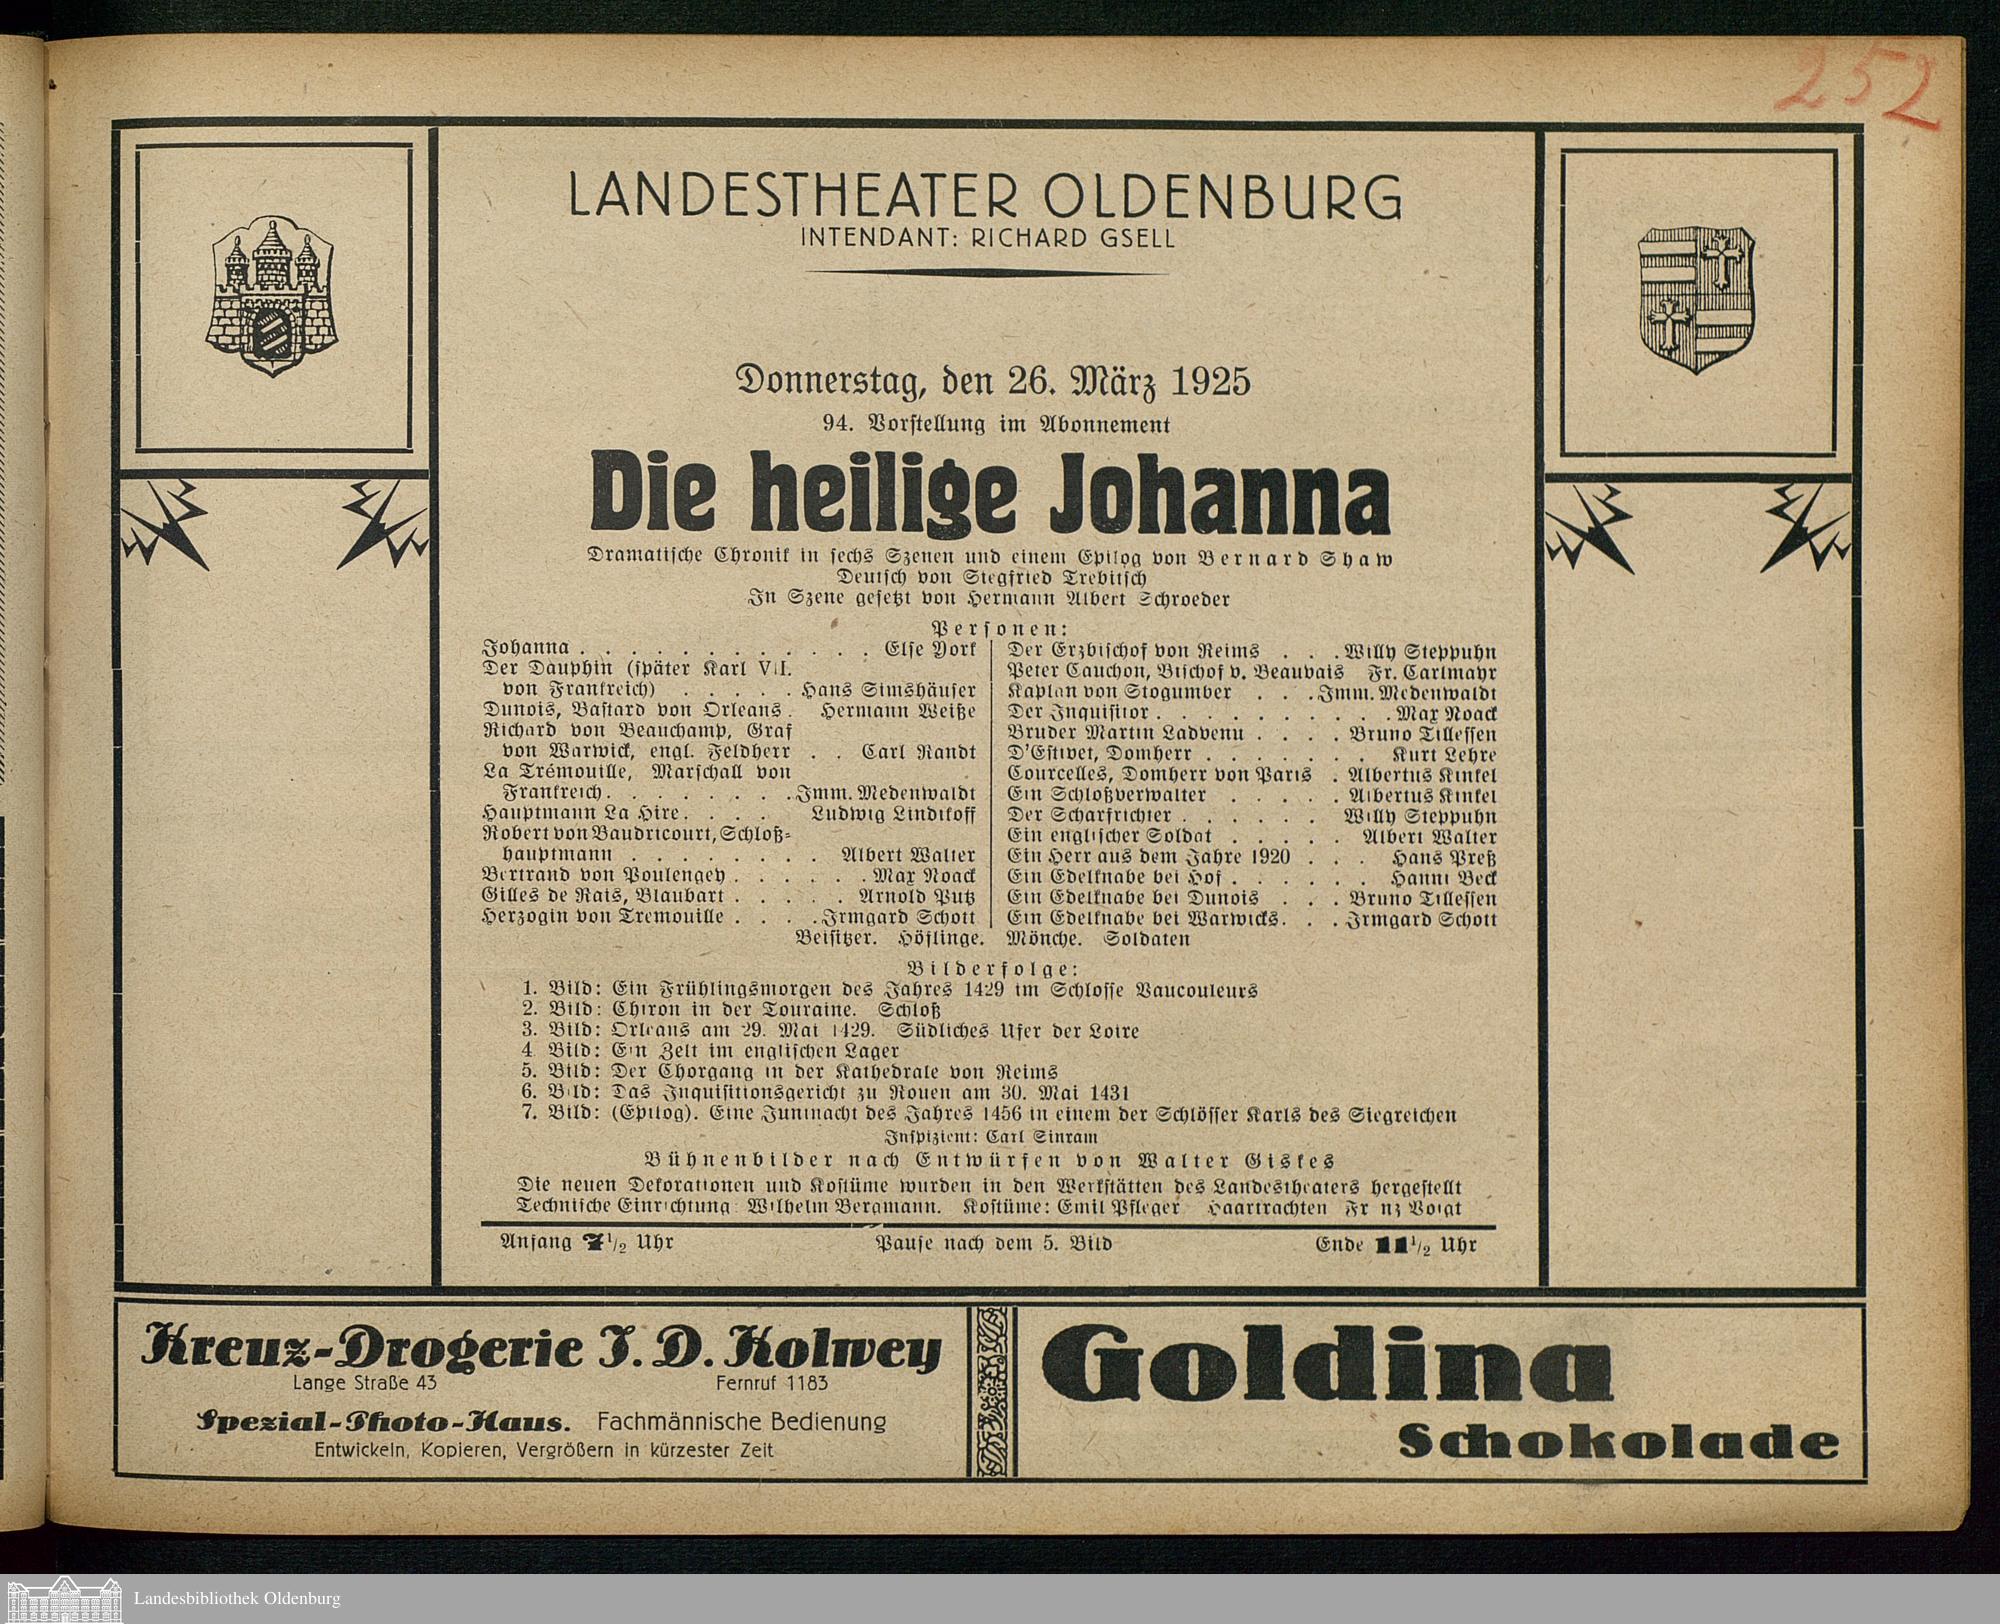 252
LANDESTHEATER OLDENBURG
INTENDANT: RICHARD GSELL
Donnerstag, den 26. März 1925
94. Vorstellung im Abonnement
Die heilige Johanna
Dramatische Chronik in sechs Szenen und einem Epilog von Bernard Shaw
Deutsch von Siegfried Trebitsch
In Szene gesetzt von Hermann Albert Schroeder
Personen:
Johanna . . . . . . . . . . . . Else York
Der Dauphin (später Karl VII.
von Frankreich) . . . . . Hans Simshäuser
Dunois, Bastard von Orleans . Hermann Weiße
Richard von Beauchamp, Graf
von Warwick, engl. Feldherr . . Carl Randt
La Trémouille, Marschall von
Frankreich . . . . . . . . Imm. Medenwaldt
Hauptmann La Hire . . . . Ludwig Lindikoff
Robert von Baudricourt, Schloß-
hauptmann . . . . . . . . Albert Walter
Bertrand von Poulengey . . . . . . Max Noack
Gilles de Rais, Blaubart . . . . . Arnold Putz
Herzogin von Tremouille . . . . Irmgard Schott
Der Erzbischof von Reims . . . Willy Steppuhn
Peter Cauchon, Bischof v. Beauvais Fr. Carlmayr
Kaplan von Stogumber . . . Imm. Medenwaldt
Der Inquisitor . . . . . . . . . . Max Noack
Bruder Martin Ladvenu . . . . Bruno Tillessen
D'Estivet, Domherr . . . . . . . Kurt Lehre
Courcelles, Domherr von Paris . Albertus Kinkel
Ein Schloßverwalter . . . . . Albertus Kinkel
Der Scharfrichter . . . . . . Willy Steppuhn
Ein englischer Soldat . . . . . Albert Walter
Ein Herr aus dem Jahre 1920 . . . Hans Preß
Ein Edelknabe bei Hof . . . . . . Hanni Beck
Ein Edelknabe bei Dunois . . . Bruno Tillessen
Ein Edelknabe bei Warwicks . . . Irmgard Schott
Beisitzer. Höflinge. Mönche. Soldaten
Bilderfolge:
1. Bild: Ein Frühlingsmorgen des Jahres 1429 im Schlosse Vaucouleurs
2. Bild: Chiron in der Touraine. Schloß
3. Bild: Orleans am 29. Mai 1429. Südliches Ufer der Loire
4. Bild: Ein Zelt im englischen Lager
5. Bild: Der Chorgang in der Kathedrale von Reims
6. Bild: Das Inquisitionsgericht zu Rouen am 30. Mai 1431
7. Bild: (Epilog). Eine Juninacht des Jahres 1456 in einem der Schlösser Karls des Siegreichen
Inspizient: Carl Sinram
Bühnenbilder nach Entwürfen von Walter Giskes
Die neuen Dekorationen und Kostüme wurden in den Werkstätten des Landestheaters hergestellt
Technische Einrichtung: Wilhelm Bergmann. Kostüme: Emil Pfleger Haartrachten Franz Voigt
Anfang 7 1/2 Uhr Pause nach dem 5. Bild Ende 11 1/2 Uhr
Kreuz-Drogerie J. D. Kolwey
Lange Straße 43 Fernruf 1183
Spezial-Photo-Haus. Fachmännische Bedienung
Entwickeln, Kopieren, Vergrößern in kürzester Zeit
Goldina
Schokolade
Landesbibliothek Oldenburg